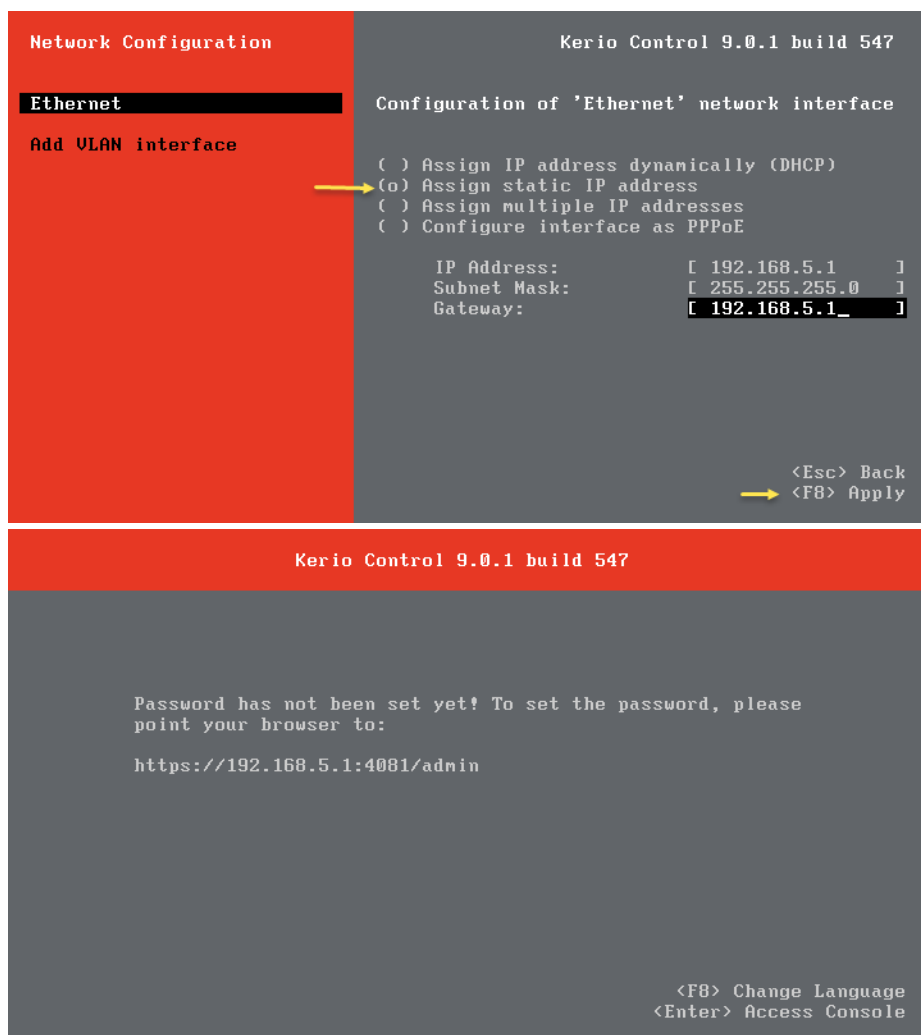 Network Configuration
Kerio Control 9.0.1 build 547
Ethernet
Add VLAN interface
Configuration of 'Ethernet' network interface
( ) Assign IP address dynamically (DHCP)
(o) Assign static IP address
( ) Assign multiple IP addresses
( ) Configure interface as PPPoE
IP Address: [ 192.168.5.1 ]
Subnet Mask: [ 255.255.255.0 ]
Gateway: [ 192.168.5.1_ ]
<Esc> Back
<F8> Apply
Kerio Control 9.0.1 build 547
Password has not been set yet! To set the password, please
point your browser to:
https://192.168.5.1:4081/admin
<F8> Change Language
<Enter> Access Console